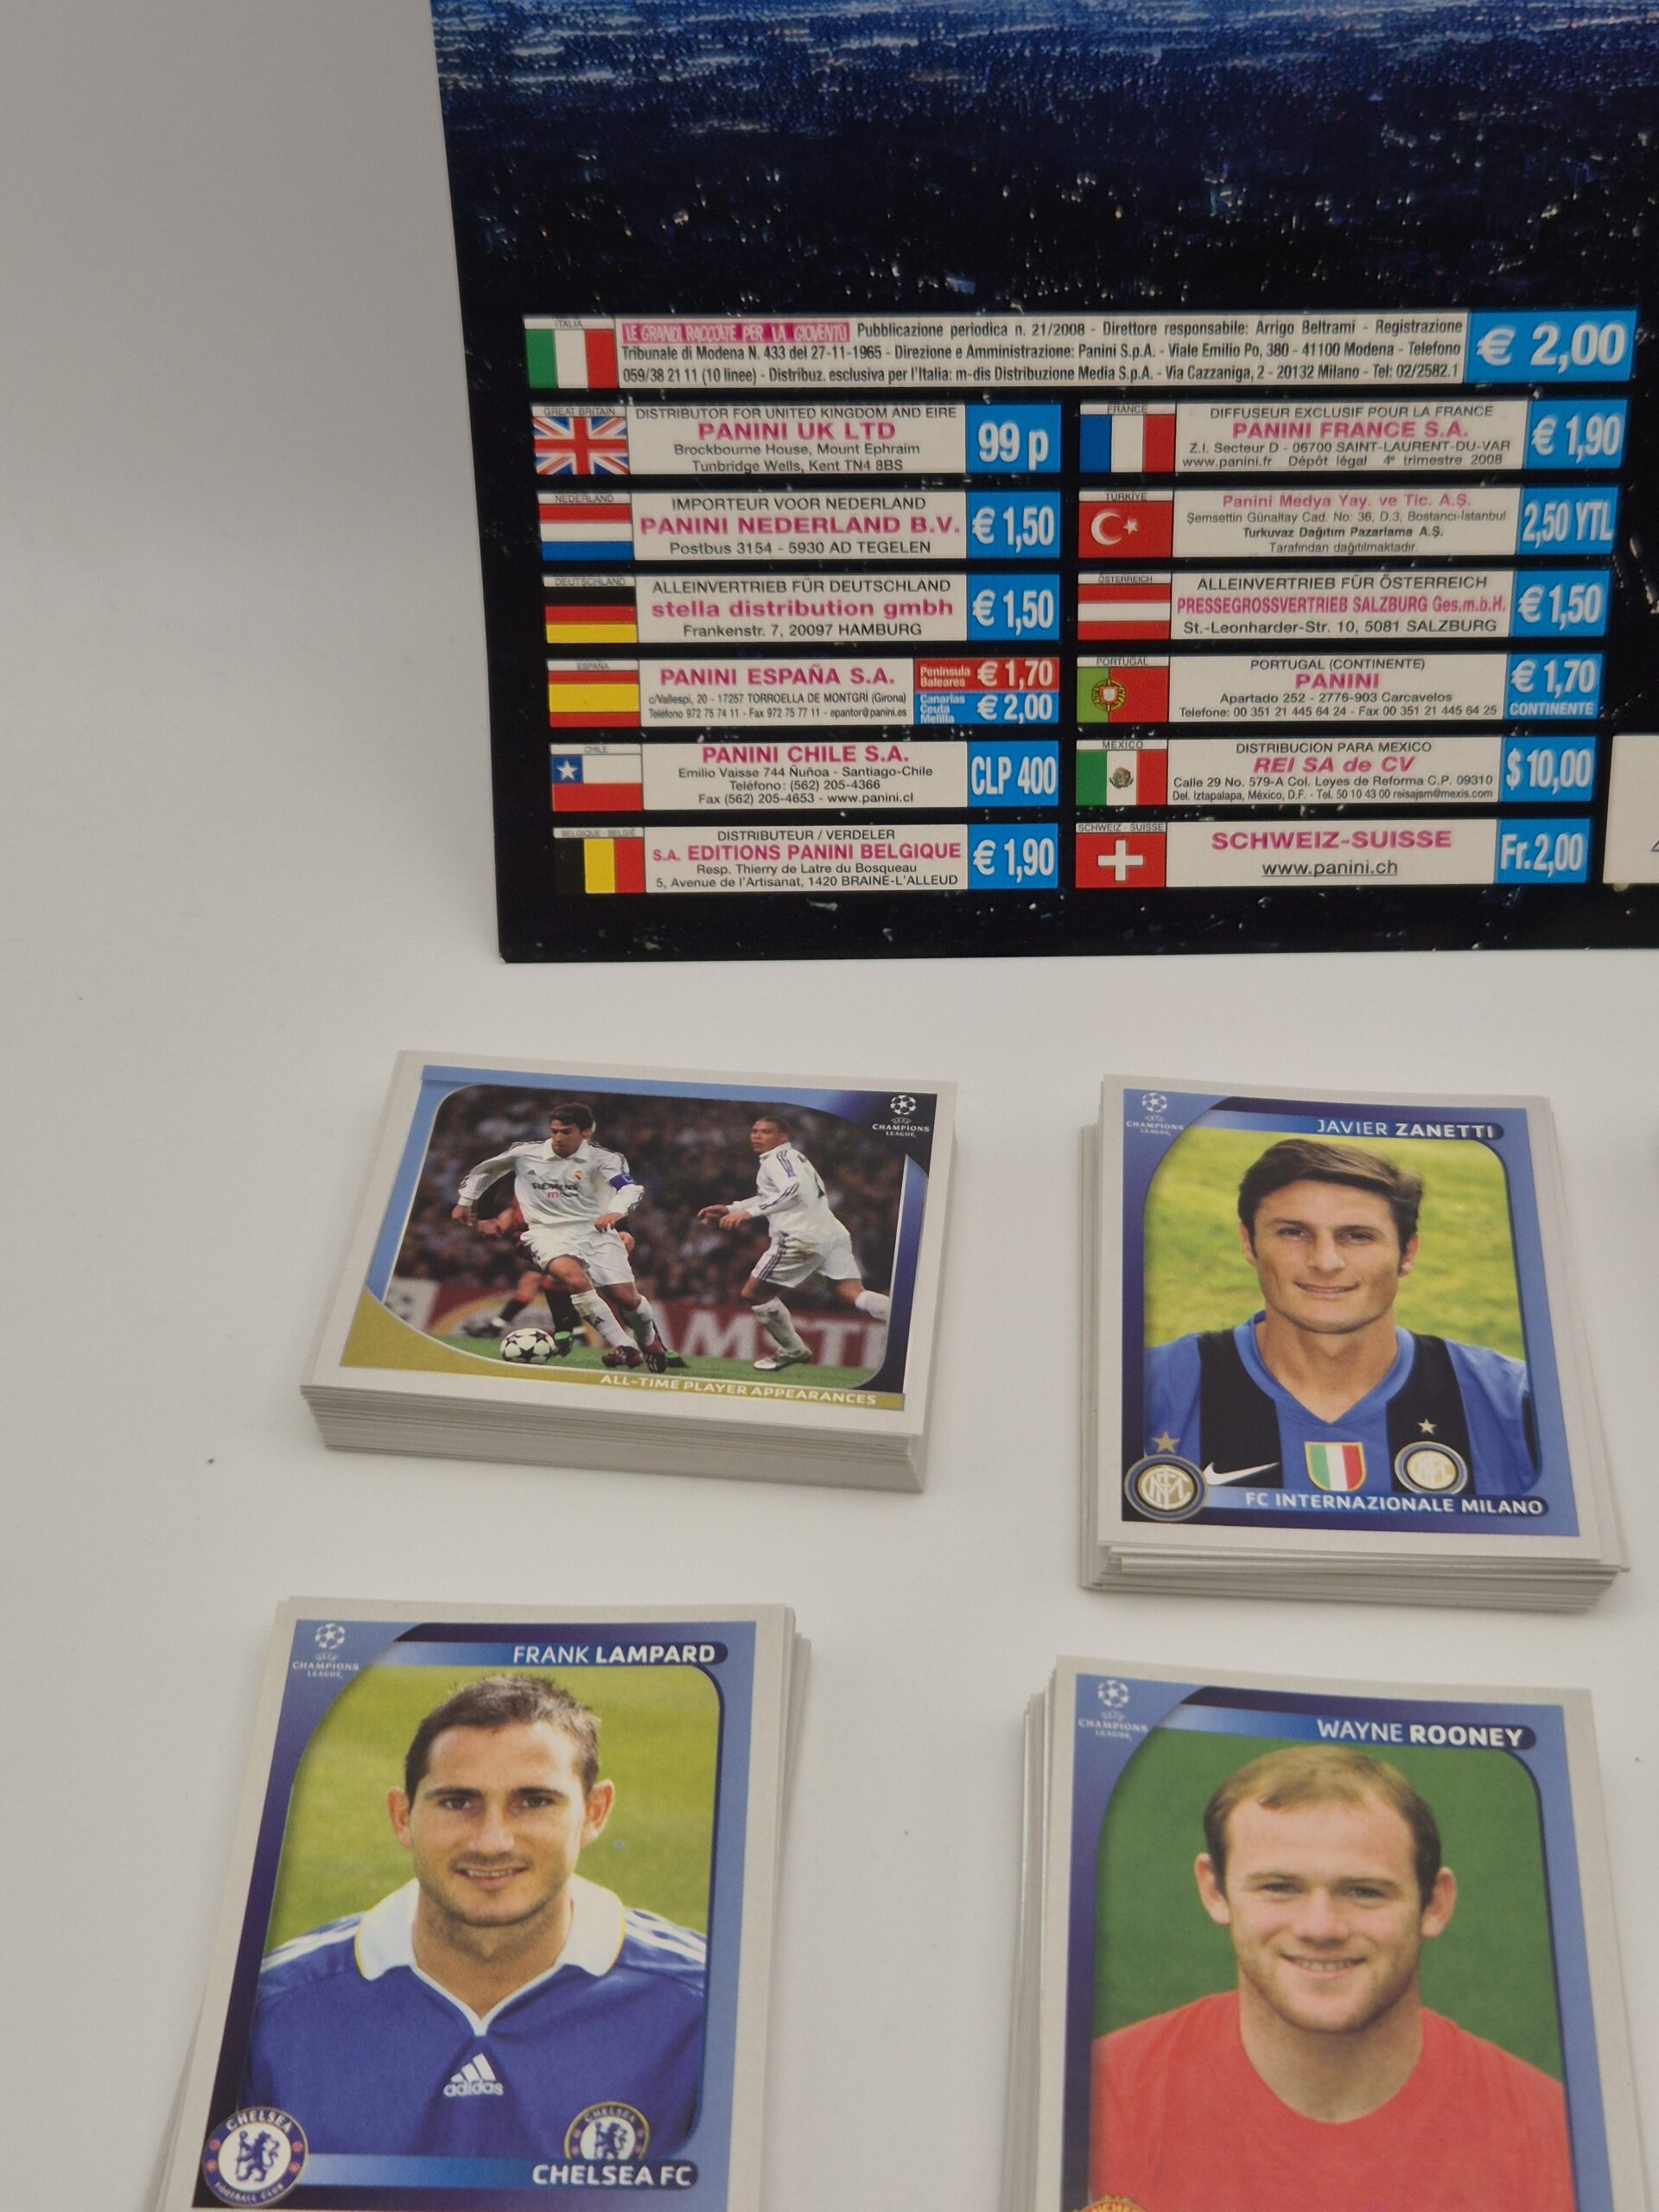 ITALIA
LE GRANDI RACCOLTE PER LA GIOVENTÙ Pubblicazione periodica n. 21/2008 - Direttore responsabile: Arrigo Beltrami - Registrazione
Tribunale di Modena N. 433 del 27-11-1965 - Direzione e Amministrazione: Panini S.p.A. - Viale Emilio Po, 380 - 41100 Modena - Telefono
059/38 21 11 (10 linee) - Distribuz. esclusiva per l'Italia: m-dis Distribuzione Media S.p.A. - Via Cazzaniga, 2 - 20132 Milano - Tel: 02/2582.1
€ 2,00
GREAT BRITAIN
DISTRIBUTOR FOR UNITED KINGDOM AND EIRE
PANINI UK LTD
Brockbourne House, Mount Ephraim
Tunbridge Wells, Kent TN4 8BS
99 p
FRANCE
DIFFUSEUR EXCLUSIF POUR LA FRANCE
PANINI FRANCE S.A.
Z.I. Secteur D - 06700 SAINT-LAURENT-DU-VAR
www.panini.fr Dépôt légal 4e trimestre 2008
€ 1,90
NEDERLAND
IMPORTEUR VOOR NEDERLAND
PANINI NEDERLAND B.V.
Postbus 3154 - 5930 AD TEGELEN
€ 1,50
TÜRKİYE
Panini Medya Yay. ve Tic. A.Ş.
Şemsettin Günaltay Cad. No: 36, D.3, Bostancı-İstanbul
Turkuvaz Dağıtım Pazarlama A.Ş.
Tarafından dağıtılmaktadır.
2,50 YTL
DEUTSCHLAND
ALLEINVERTRIEB FÜR DEUTSCHLAND
stella distribution gmbh
Frankenstr. 7, 20097 HAMBURG
€ 1,50
ÖSTERREICH
ALLEINVERTRIEB FÜR ÖSTERREICH
PRESSEGROSSVERTRIEB SALZBURG Ges.m.b.H.
St.-Leonharder-Str. 10, 5081 SALZBURG
€ 1,50
ESPAÑA
PANINI ESPAÑA S.A.
c/Vallespí, 20 - 17257 TORROELLA DE MONTGRÍ (Girona)
Teléfono 972 75 74 11 - Fax 972 75 77 11 - epantor@panini.es
Península
Baleares
€ 1,70
Canarias
Ceuta
Melilla
€ 2,00
PORTUGAL
PORTUGAL (CONTINENTE)
PANINI
Apartado 252 - 2776-903 Carcavelos
Telefone: 00 351 21 445 64 24 - Fax 00 351 21 445 64 25
€ 1,70
CONTINENTE
CHILE
PANINI CHILE S.A.
Emilio Vaisse 744 Ñuñoa - Santiago-Chile
Teléfono: (562) 205-4366
Fax (562) 205-4653 - www.panini.cl
CLP 400
MEXICO
DISTRIBUCION PARA MEXICO
REI SA de CV
Calle 29 No. 579-A Col. Leyes de Reforma C.P. 09310
Del. Iztapalapa, México, D.F. - Tel. 50 10 43 00 reisajsm@mexis.com
$ 10,00
BELGIQUE - BELGIË
DISTRIBUTEUR / VERDELER
S.A. EDITIONS PANINI BELGIQUE
Resp. Thierry de Latre du Bosqueau
5, Avenue de l'Artisanat, 1420 BRAINE-L'ALLEUD
€ 1,90
SCHWEIZ - SUISSE
SCHWEIZ-SUISSE
www.panini.ch
Fr. 2,00
UEFA
CHAMPIONS
LEAGUE
SIEMENS
AMST
ALL-TIME PLAYER APPEARANCES
UEFA
CHAMPIONS
LEAGUE
JAVIER ZANETTI
FC INTERNAZIONALE MILANO
UEFA
CHAMPIONS
LEAGUE
FRANK LAMPARD
adidas
CHELSEA
FOOTBALL CLUB
CHELSEA
CHELSEA FC
UEFA
CHAMPIONS
LEAGUE
WAYNE ROONEY